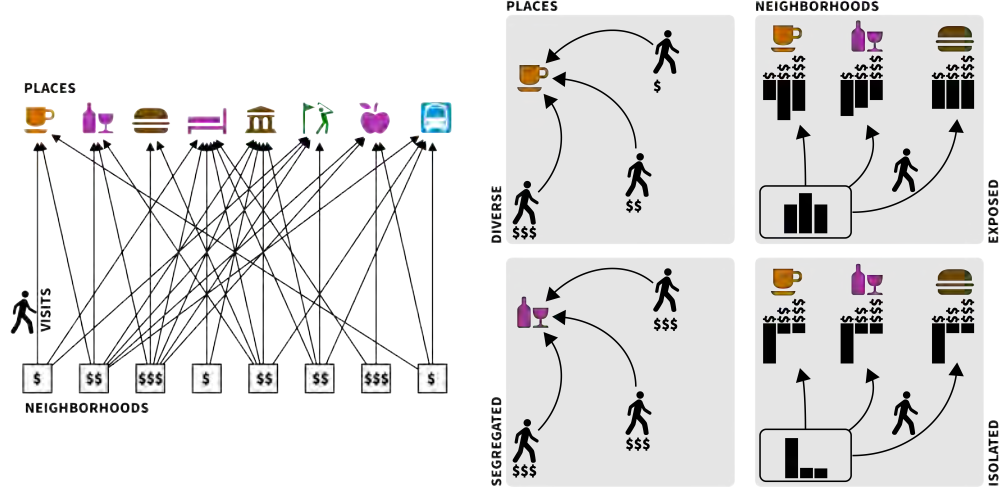 PLACES
VISITS
$ $$ $$$ $ $$ $$ $$$ $
NEIGHBORHOODS
PLACES
DIVERSE
$
$$
$$$
NEIGHBORHOODS
EXPOSED
$ $$ $$$
$ $$ $$$
$ $$ $$$
SEGREGATED
$$$
$$$
$$$
ISOLATED
$ $$ $$$
$ $$ $$$
$ $$ $$$